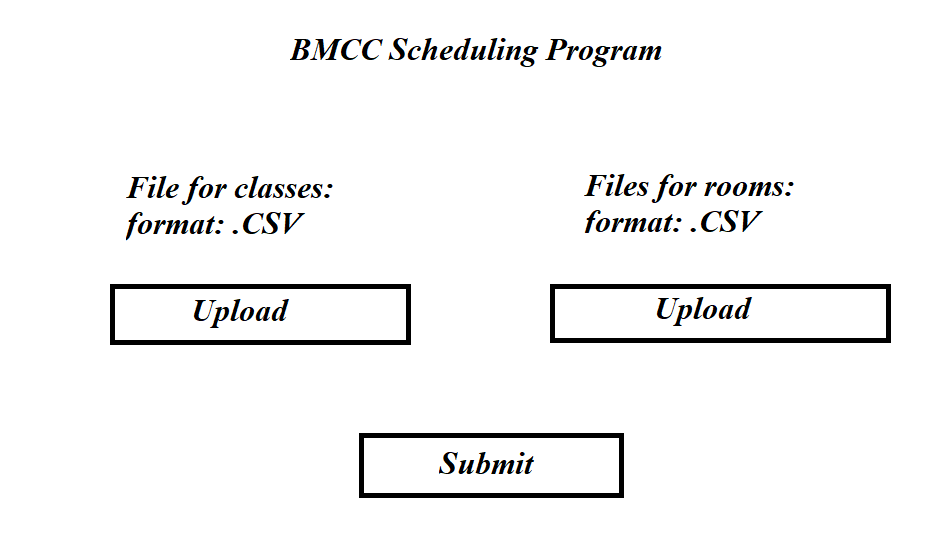 BMCC Scheduling Program
File for classes:
format: .CSV
Files for rooms:
format: .CSV
Upload
Upload
Submit